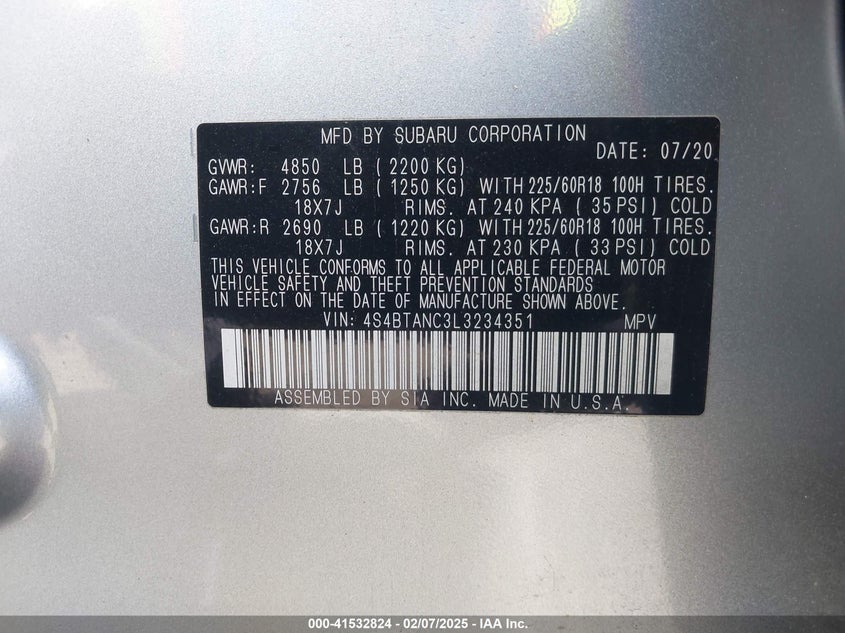 MFD BY SUBARU CORPORATION
DATE: 07/20
GVWR: 4850 LB ( 2200 KG)
GAWR:F 2756 LB ( 1250 KG) WITH 225/60R18 100H TIRES.
18X7J RIMS. AT 240 KPA ( 35 PSI) COLD
GAWR:R 2690 LB ( 1220 KG) WITH 225/60R18 100H TIRES.
18X7J RIMS. AT 230 KPA ( 33 PSI) COLD
THIS VEHICLE CONFORMS TO ALL APPLICABLE FEDERAL MOTOR
VEHICLE SAFETY AND THEFT PREVENTION STANDARDS
IN EFFECT ON THE DATE OF MANUFACTURE SHOWN ABOVE.
VIN: 4S4BTANC3L3234351 MPV
ASSEMBLED BY SIA INC. MADE IN U.S.A.
000-41532824 - 02/07/2025 - IAA Inc.